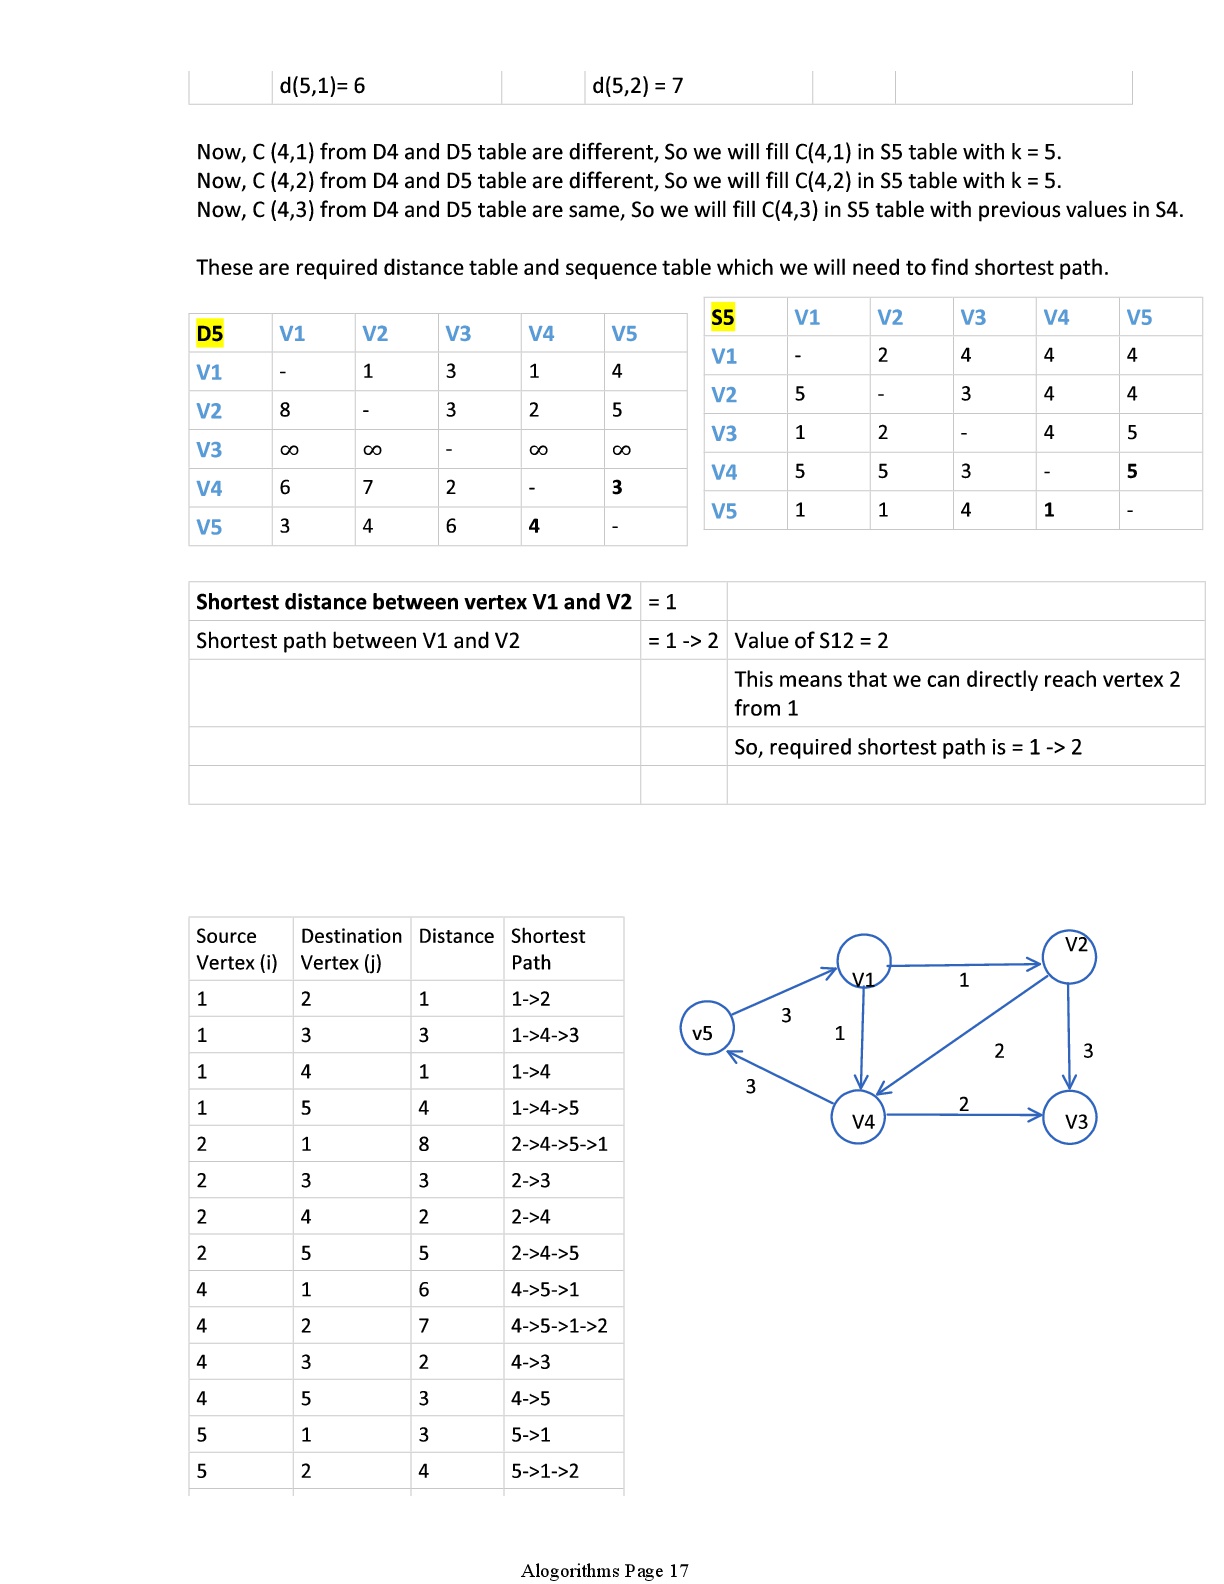 d(5,1)= 6 d(5,2) = 7
Now, C (4,1) from D4 and D5 table are different, So we will fill C(4,1) in S5 table with k = 5.
Now, C (4,2) from D4 and D5 table are different, So we will fill C(4,2) in S5 table with k = 5.
Now, C (4,3) from D4 and D5 table are same, So we will fill C(4,3) in S5 table with previous values in S4.
These are required distance table and sequence table which we will need to find shortest path.
D5 V1 V2 V3 V4 V5
V1 - 1 3 1 4
V2 8 - 3 2 5
V3 ∞ ∞ - ∞ ∞
V4 6 7 2 - 3
V5 3 4 6 4 -
S5 V1 V2 V3 V4 V5
V1 - 2 4 4 4
V2 5 - 3 4 4
V3 1 2 - 4 5
V4 5 5 3 - 5
V5 1 1 4 1 -
Shortest distance between vertex V1 and V2 = 1
Shortest path between V1 and V2 = 1 -> 2 Value of S12 = 2
This means that we can directly reach vertex 2
from 1
So, required shortest path is = 1 -> 2
Source Destination Distance Shortest
Vertex (i) Vertex (j) Path
1 2 1 1->2
1 3 3 1->4->3
1 4 1 1->4
1 5 4 1->4->5
2 1 8 2->4->5->1
2 3 3 2->3
2 4 2 2->4
2 5 5 2->4->5
4 1 6 4->5->1
4 2 7 4->5->1->2
4 3 2 4->3
4 5 3 4->5
5 1 3 5->1
5 2 4 5->1->2
V2
V1
1
3
v5
1
2
3
3
2
V4
V3
Alogorithms Page 17